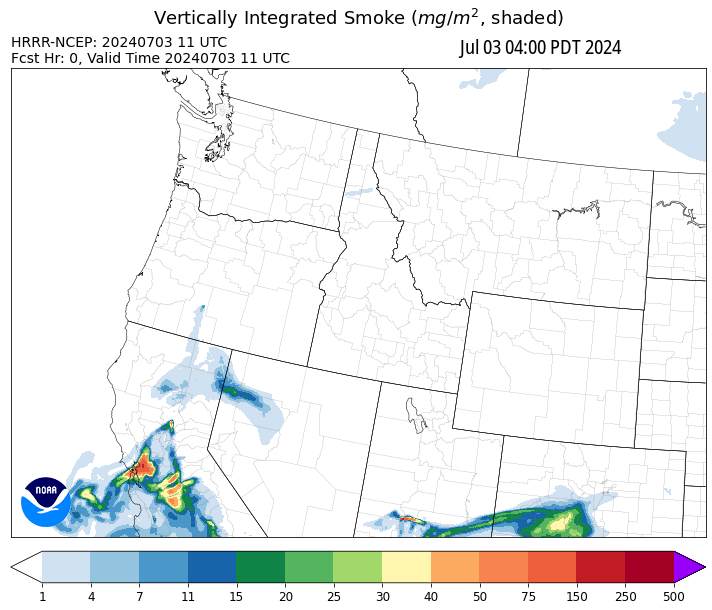 Vertically Integrated Smoke (mg/m², shaded)
HRRR-NCEP: 20240703 11 UTC
Jul 03 04:00 PDT 2024
Fcst Hr: 0, Valid Time 20240703 11 UTC
NOAA
1 4 7 11 15 20 25 30 40 50 75 150 250 500